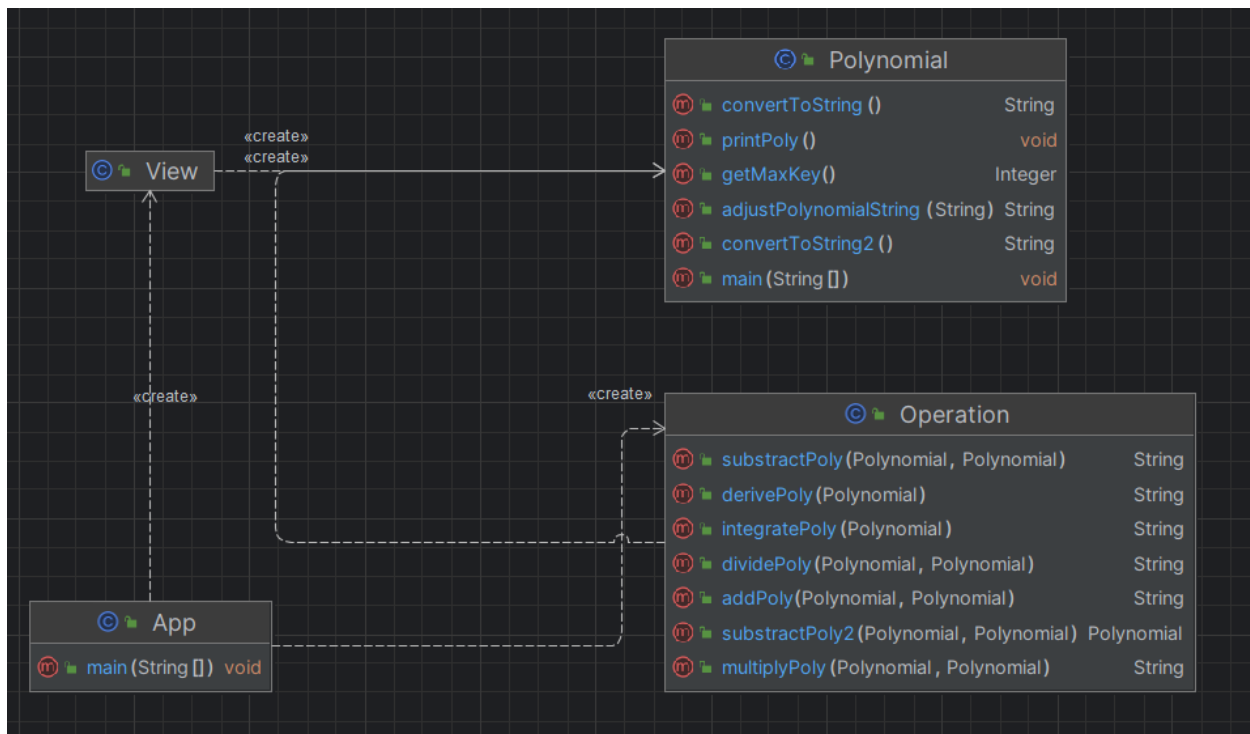 Polynomial
convertToString () String
printPoly () void
getMaxKey() Integer
adjustPolynomialString (String) String
convertToString2 () String
main (String []) void
«create»
«create»
View
«create»
«create»
Operation
substractPoly(Polynomial, Polynomial) String
derivePoly(Polynomial) String
integratePoly (Polynomial) String
dividePoly(Polynomial, Polynomial) String
addPoly(Polynomial, Polynomial) String
substractPoly2(Polynomial, Polynomial) Polynomial
multiplyPoly (Polynomial, Polynomial) String
App
main (String []) void